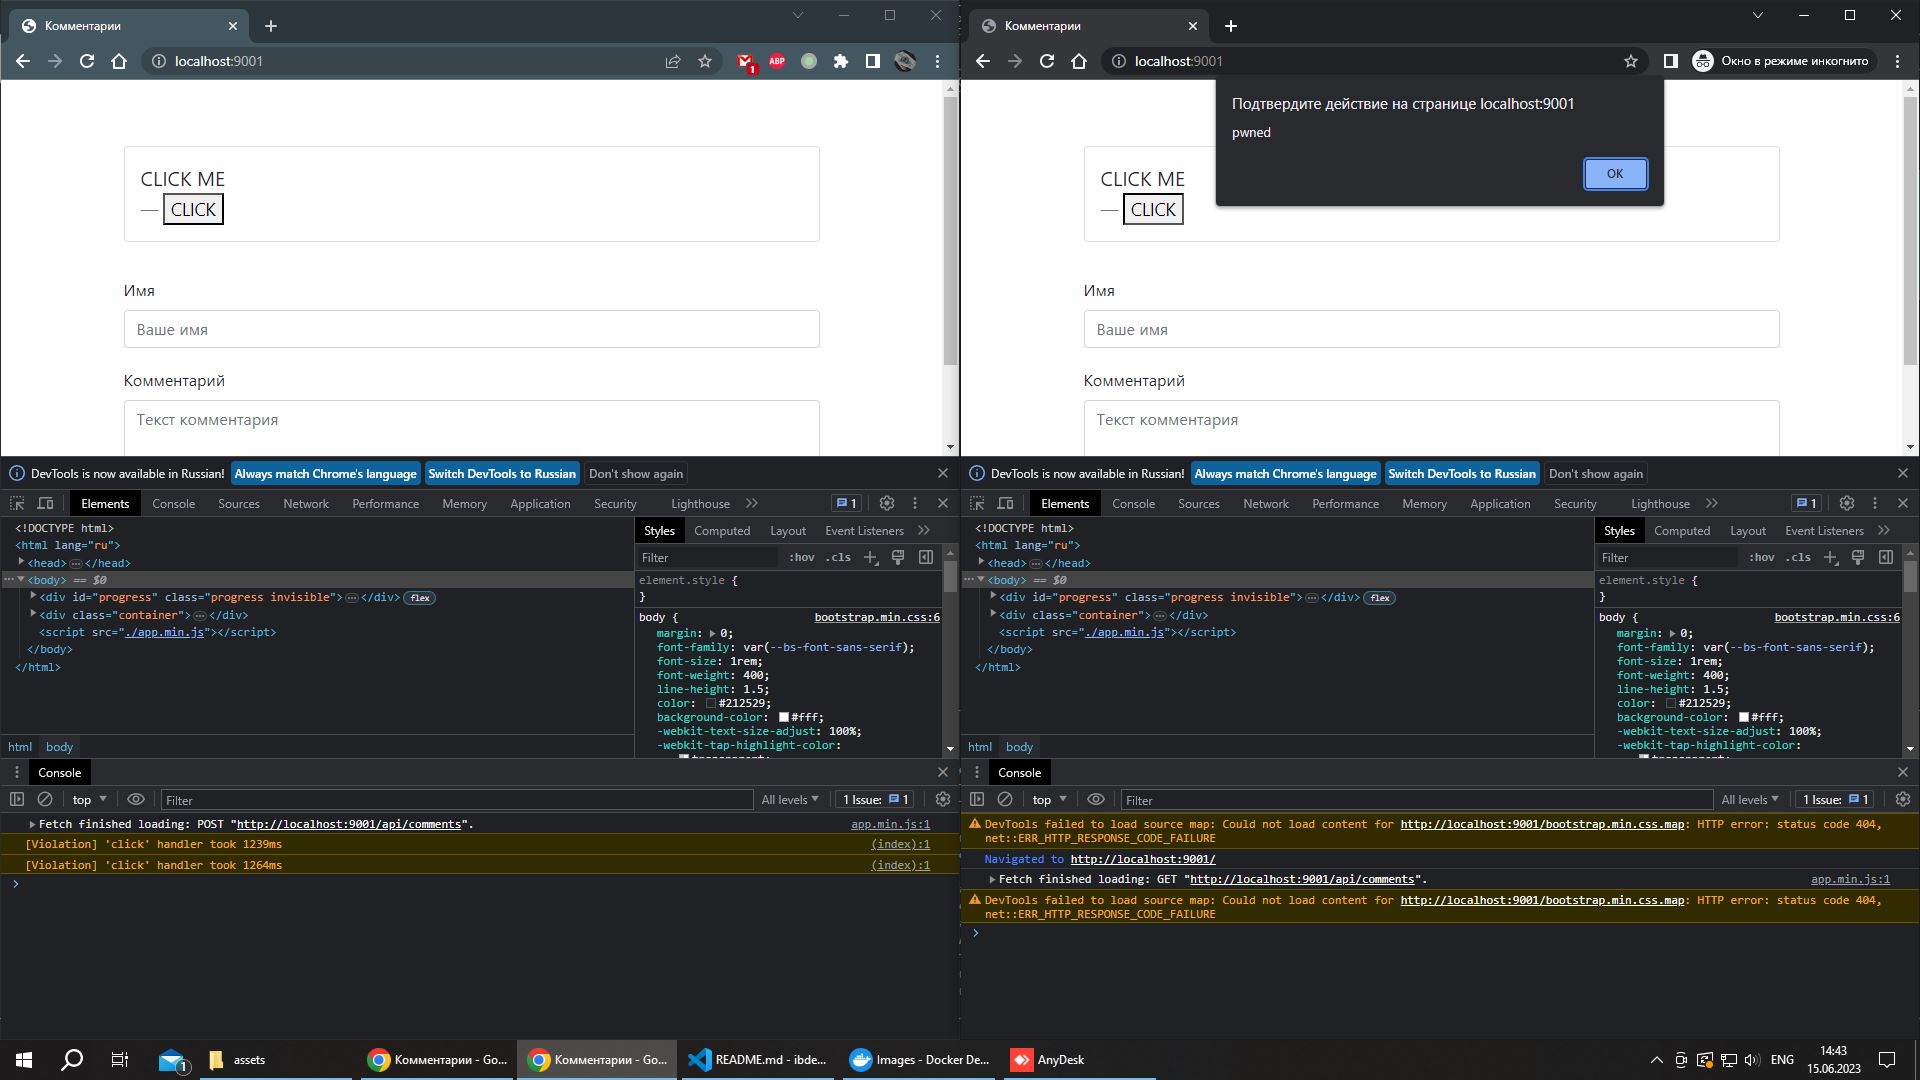 Комментарии
localhost:9001
1
ABP
CLICK ME
— CLICK
Имя
Ваше имя
Комментарий
Текст комментария
DevTools is now available in Russian! Always match Chrome's language Switch DevTools to Russian Don't show again
Elements Console Sources Network Performance Memory Application Security Lighthouse 1
<!DOCTYPE html>
<html lang="ru">
<head> </head>
<body> == $0
<div id="progress" class="progress invisible"> </div> flex
<div class="container"> </div>
<script src="./app.min.js"></script>
</body>
</html>
html body
Styles Computed Layout Event Listeners
Filter :hov .cls
element.style {
}
body { bootstrap.min.css:6
margin: 0;
font-family: var(--bs-font-sans-serif);
font-size: 1rem;
font-weight: 400;
line-height: 1.5;
color: #212529;
background-color: #fff;
-webkit-text-size-adjust: 100%;
-webkit-tap-highlight-color:
transparent;
Console
top Filter All levels 1 Issue: 1
Fetch finished loading: POST "http://localhost:9001/api/comments". app.min.js:1
[Violation] 'click' handler took 1239ms (index):1
[Violation] 'click' handler took 1264ms (index):1
Комментарии
localhost:9001 Окно в режиме инкогнито
Подтвердите действие на странице localhost:9001
pwned
OK
CLICK ME
— CLICK
Имя
Ваше имя
Комментарий
Текст комментария
DevTools is now available in Russian! Always match Chrome's language Switch DevTools to Russian Don't show again
Elements Console Sources Network Performance Memory Application Security Lighthouse 1
<!DOCTYPE html>
<html lang="ru">
<head> </head>
<body> == $0
<div id="progress" class="progress invisible"> </div> flex
<div class="container"> </div>
<script src="./app.min.js"></script>
</body>
</html>
html body
Styles Computed Layout Event Listeners
Filter :hov .cls
element.style {
}
body { bootstrap.min.css:6
margin: 0;
font-family: var(--bs-font-sans-serif);
font-size: 1rem;
font-weight: 400;
line-height: 1.5;
color: #212529;
background-color: #fff;
-webkit-text-size-adjust: 100%;
-webkit-tap-highlight-color:
transparent;
Console
top Filter All levels 1 Issue: 1
DevTools failed to load source map: Could not load content for http://localhost:9001/bootstrap.min.css.map: HTTP error: status code 404,
net::ERR_HTTP_RESPONSE_CODE_FAILURE
Navigated to http://localhost:9001/
Fetch finished loading: GET "http://localhost:9001/api/comments". app.min.js:1
DevTools failed to load source map: Could not load content for http://localhost:9001/bootstrap.min.css.map: HTTP error: status code 404,
net::ERR_HTTP_RESPONSE_CODE_FAILURE
1 assets Комментарии - Go... Комментарии - Go... README.md - ibde... Images - Docker De... AnyDesk ENG 14:43
15.06.2023